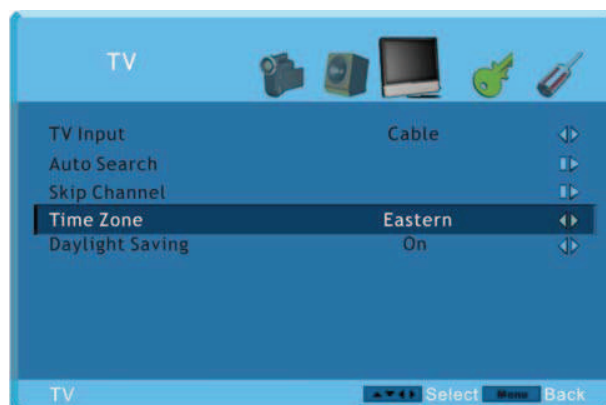 TV
TV Input Cable
Auto Search
Skip Channel
Time Zone Eastern
Daylight Saving On
TV Select Menu Back